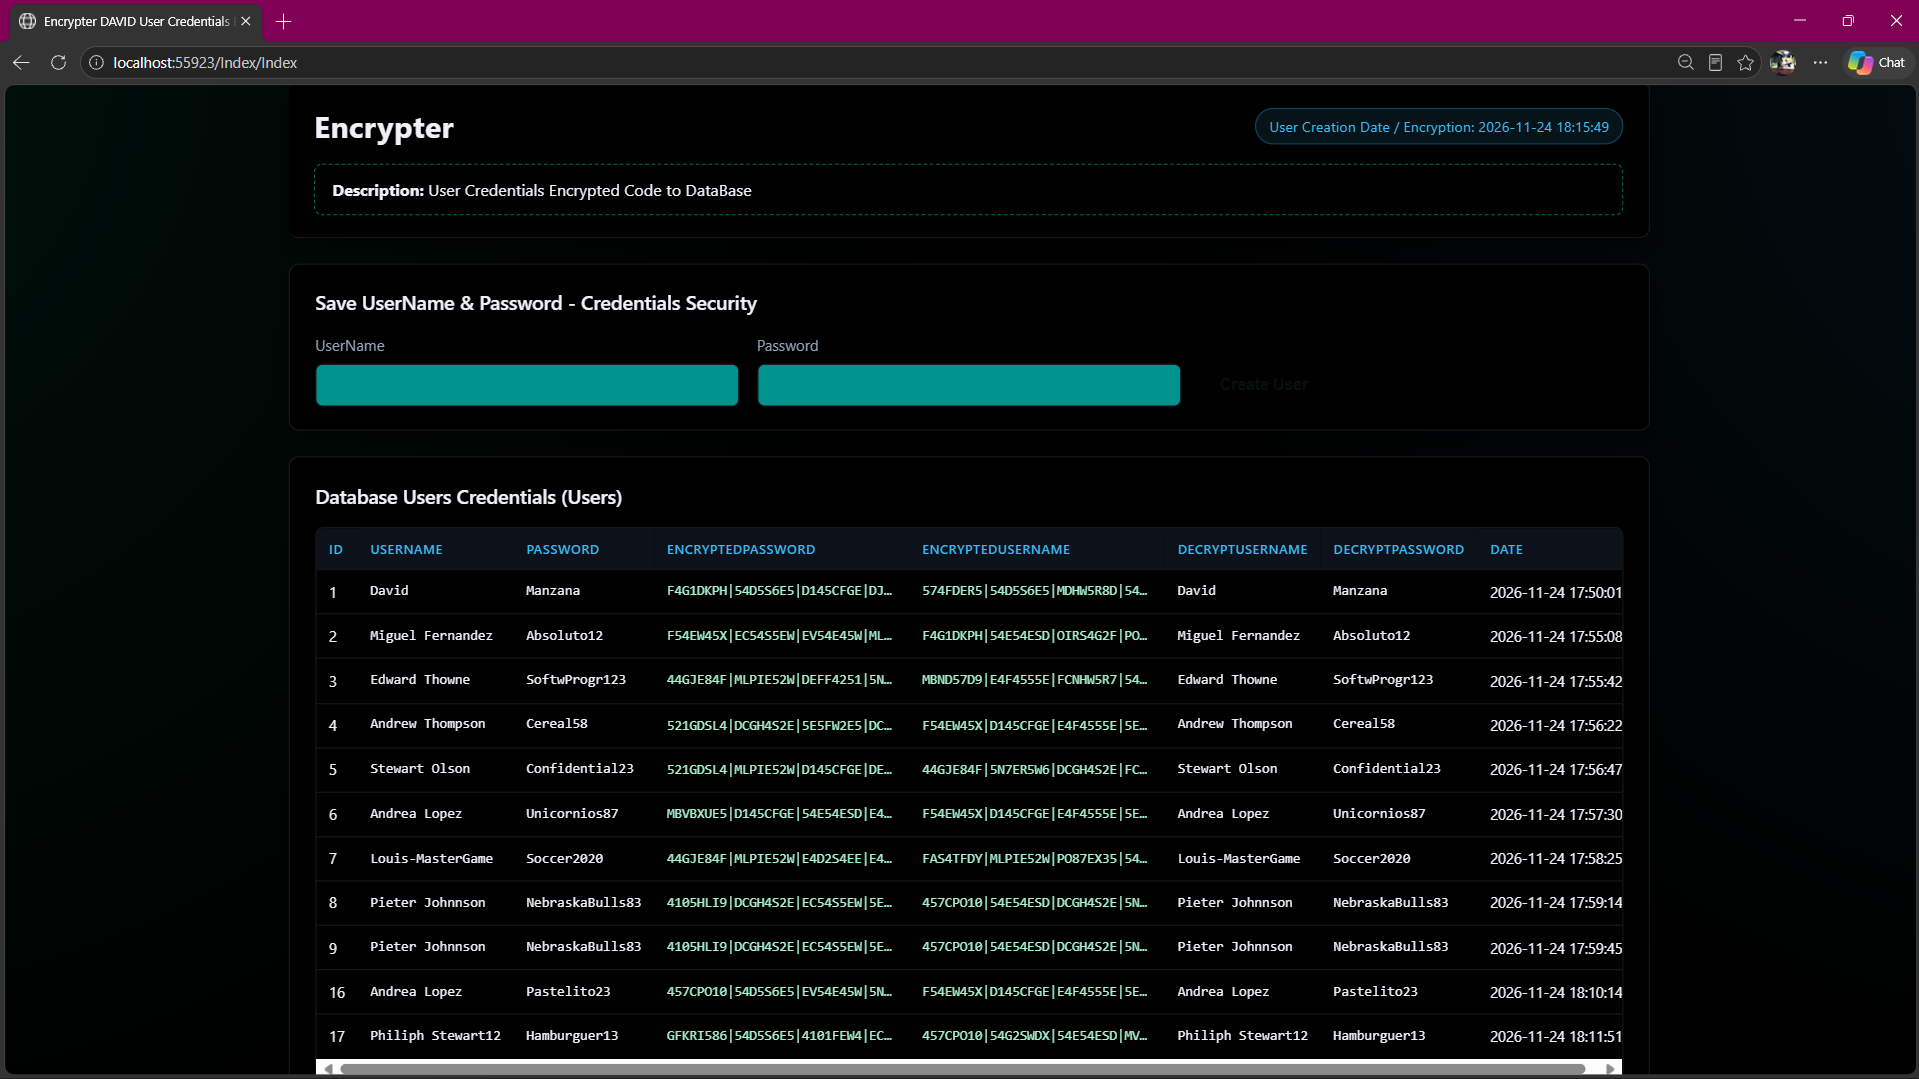 Encrypter DAVID User Credentials
localhost:55923/Index/Index
Chat
Encrypter
User Creation Date / Encryption: 2026-11-24 18:15:49
Description: User Credentials Encrypted Code to DataBase
Save UserName & Password - Credentials Security
UserName Password
Create User
Database Users Credentials (Users)
ID USERNAME PASSWORD ENCRYPTEDPASSWORD ENCRYPTEDUSERNAME DECRYPTUSERNAME DECRYPTPASSWORD DATE
1 David Manzana F4G1DKPH|54D5S6E5|D145CFGE|DJ… 574FDER5|54D5S6E5|MDHW5R8D|54… David Manzana 2026-11-24 17:50:01
2 Miguel Fernandez Absoluto12 F54EW45X|EC54S5EW|EV54E45W|ML… F4G1DKPH|54E54ESD|OIRS4G2F|PO… Miguel Fernandez Absoluto12 2026-11-24 17:55:08
3 Edward Thowne SoftwProgr123 44GJE84F|MLPIE52W|DEFF4251|5N… MBND57D9|E4F4555E|FCNHW5R7|54… Edward Thowne SoftwProgr123 2026-11-24 17:55:42
4 Andrew Thompson Cereal58 521GDSL4|DCGH4S2E|5E5FW2E5|DC… F54EW45X|D145CFGE|E4F4555E|5E… Andrew Thompson Cereal58 2026-11-24 17:56:22
5 Stewart Olson Confidential23 521GDSL4|MLPIE52W|D145CFGE|DE… 44GJE84F|5N7ER5W6|DCGH4S2E|FC… Stewart Olson Confidential23 2026-11-24 17:56:47
6 Andrea Lopez Unicornios87 MBVBXUE5|D145CFGE|54E54ESD|E4… F54EW45X|D145CFGE|E4F4555E|5E… Andrea Lopez Unicornios87 2026-11-24 17:57:30
7 Louis-MasterGame Soccer2020 44GJE84F|MLPIE52W|E4D2S4EE|E4… FAS4TFDY|MLPIE52W|PO87EX35|54… Louis-MasterGame Soccer2020 2026-11-24 17:58:25
8 Pieter Johnnson NebraskaBulls83 4105HLI9|DCGH4S2E|EC54S5EW|5E… 457CPO10|54E54ESD|DCGH4S2E|5N… Pieter Johnnson NebraskaBulls83 2026-11-24 17:59:14
9 Pieter Johnnson NebraskaBulls83 4105HLI9|DCGH4S2E|EC54S5EW|5E… 457CPO10|54E54ESD|DCGH4S2E|5N… Pieter Johnnson NebraskaBulls83 2026-11-24 17:59:45
16 Andrea Lopez Pastelito23 457CPO10|54D5S6E5|EV54E45W|5N… F54EW45X|D145CFGE|E4F4555E|5E… Andrea Lopez Pastelito23 2026-11-24 18:10:14
17 Philiph Stewart12 Hamburguer13 GFKRI586|54D5S6E5|4101FEW4|EC… 457CPO10|54G2SWDX|54E54ESD|MV… Philiph Stewart12 Hamburguer13 2026-11-24 18:11:51